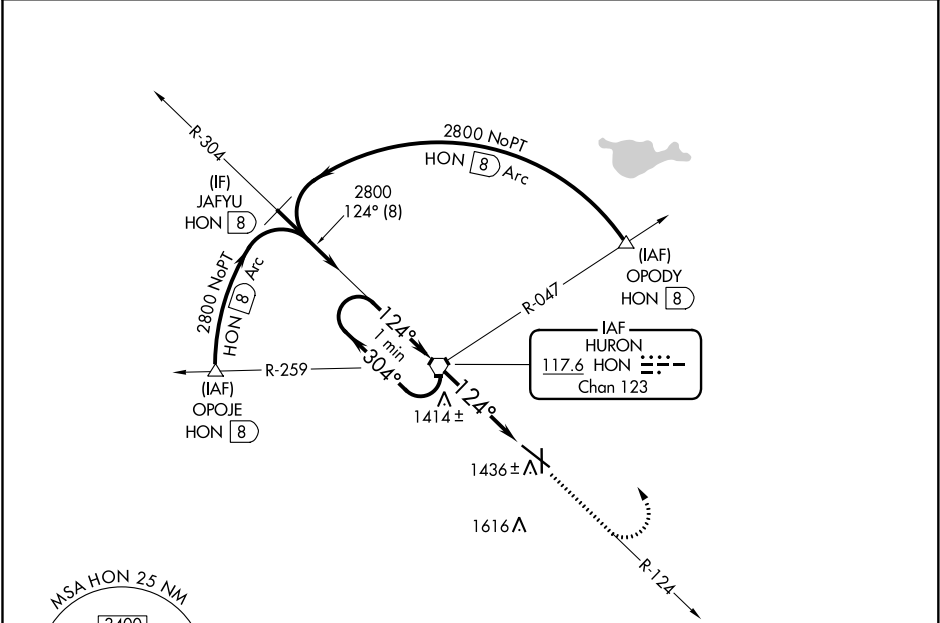 2800 NoPT
HON 8 Arc
R-304
(IF)
JAFYU
HON 8
2800
124° (8)
2800 NoPT
HON 8 Arc
(IAF)
OPODY
HON 8
R-047
124°
1 min
304°
IAF
HURON
117.6 HON
Chan 123
R-259
(IAF)
OPOJE
HON 8
124°
1414 ±
1436 ±
1616
R-124
MSA HON 25 NM
3400